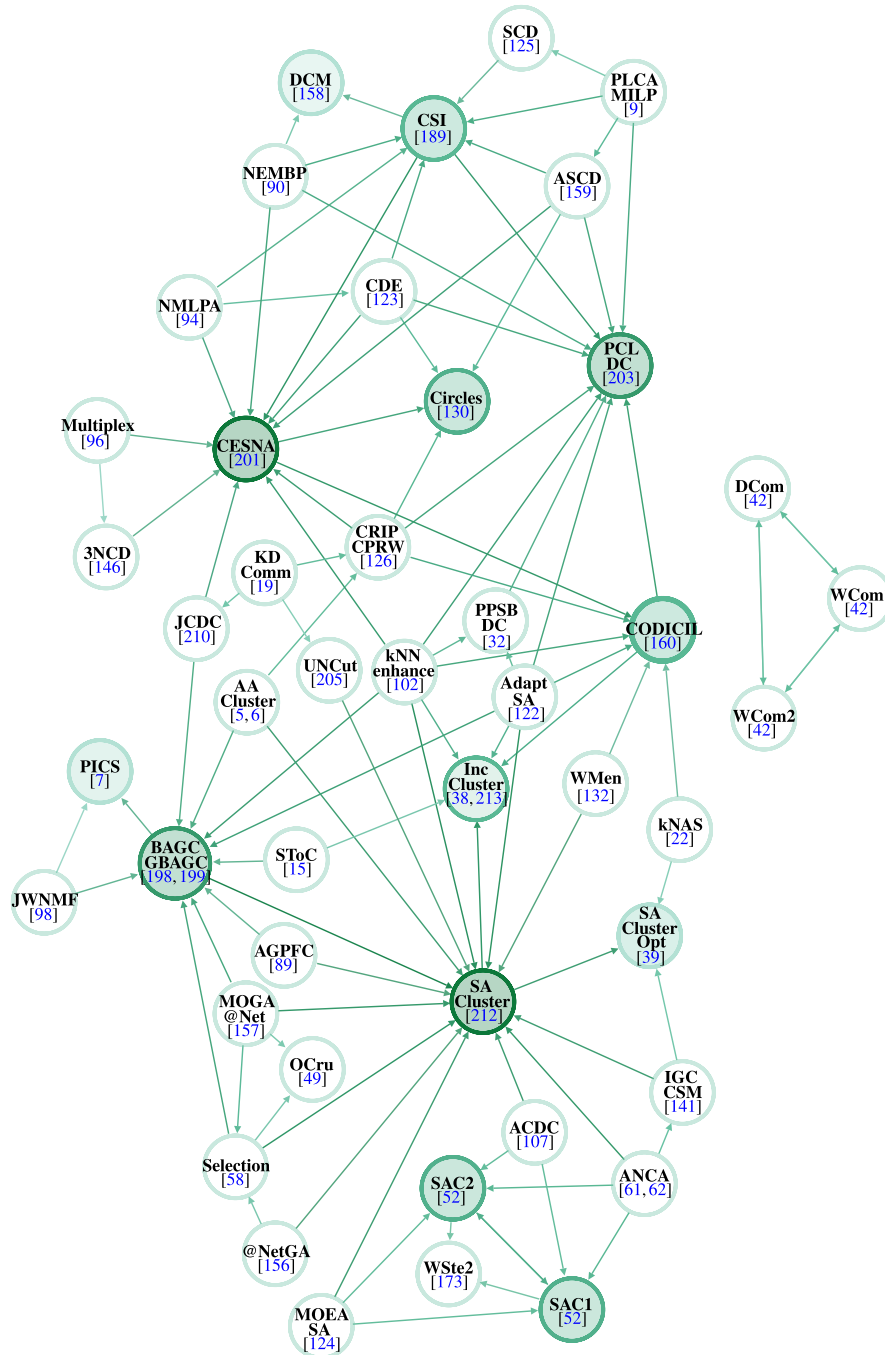 SCD
[125]
DCM
[158]
PLCA
MILP
[9]
CSI
[189]
NEMBP
[90]
ASCD
[159]
NMLPA
[94]
CDE
[123]
PCL
DC
[203]
Circles
[130]
Multiplex
[96]
CESNA
[201]
DCom
[42]
3NCD
[146]
KD
Comm
[19]
CRIP
CPRW
[126]
WCom
[42]
JCDC
[210]
PPSB
DC
[32]
CODICIL
[160]
UNCut
[205]
kNN
enhance
[102]
AA
Cluster
[5, 6]
Adapt
SA
[122]
WCom2
[42]
PICS
[7]
Inc
Cluster
[38, 213]
WMen
[132]
kNAS
[22]
BAGC
GBAGC
[198, 199]
SToC
[15]
JWNMF
[98]
SA
Cluster
Opt
[39]
AGPFC
[89]
SA
Cluster
[212]
MOGA
@Net
[157]
OCru
[49]
IGC
CSM
[141]
ACDC
[107]
Selection
[58]
SAC2
[52]
ANCA
[61, 62]
@NetGA
[156]
WSte2
[173]
MOEA
SA
[124]
SAC1
[52]